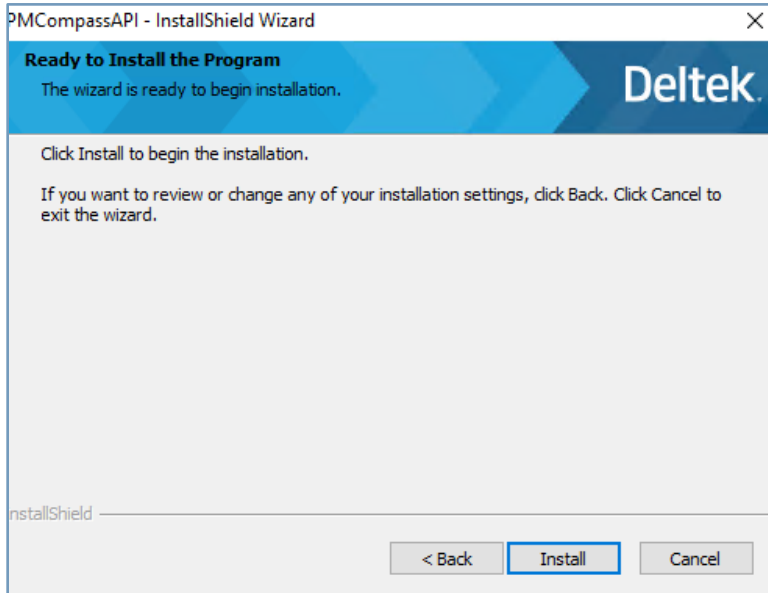 PMCompassAPI - InstallShield Wizard
Ready to Install the Program
The wizard is ready to begin installation.
Deltek.
Click Install to begin the installation.
If you want to review or change any of your installation settings, click Back. Click Cancel to
exit the wizard.
nstallShield
< Back
Install
Cancel